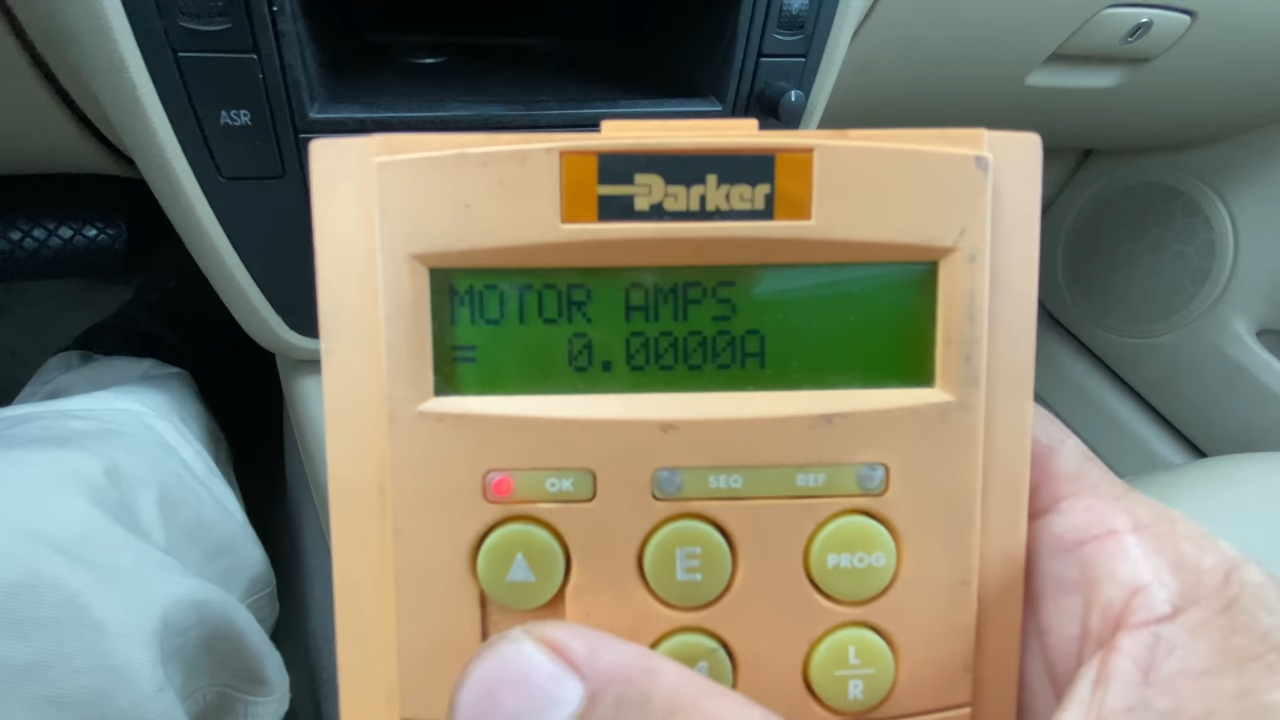 ASR
Parker
MOTOR AMPS
= 0.0000A
OK
SEQ REF
E
PROG
L
R